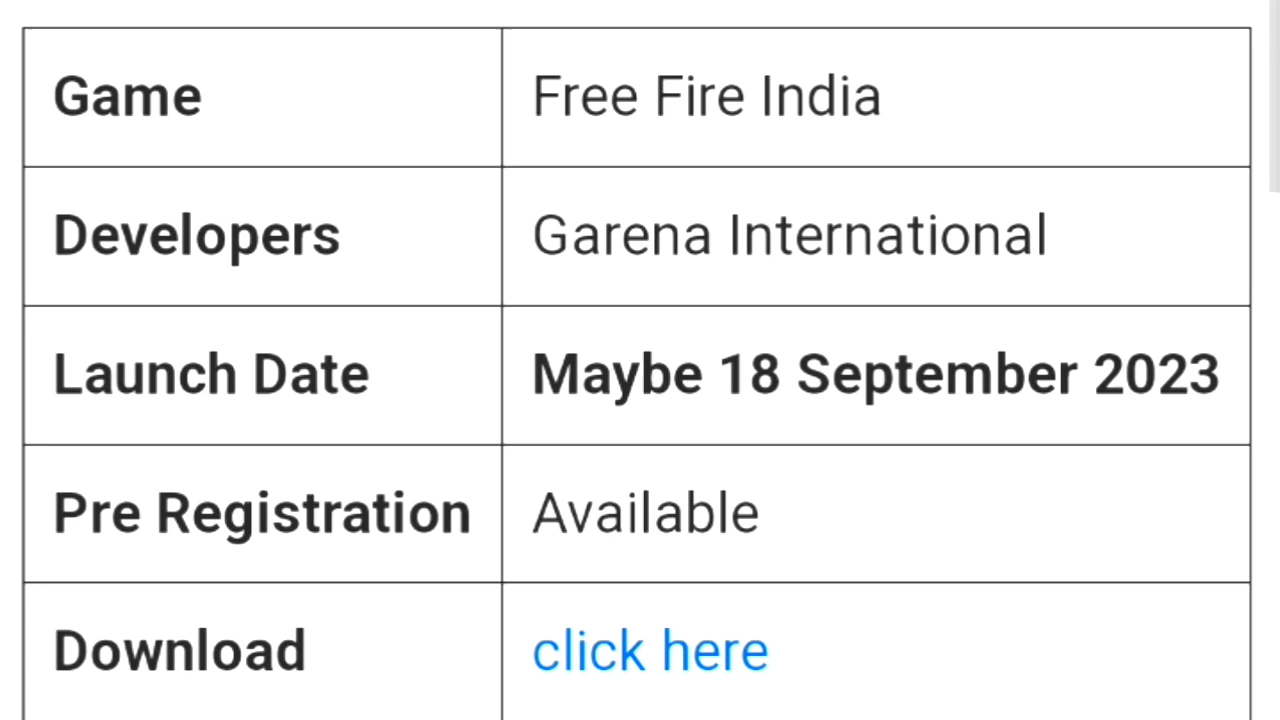 Game Free Fire India
Developers Garena International
Launch Date Maybe 18 September 2023
Pre Registration Available
Download click here